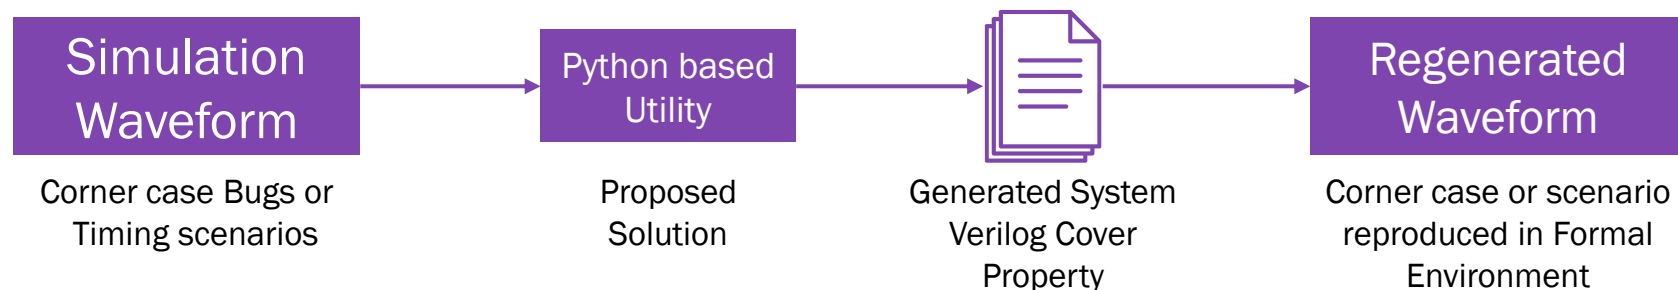 Simulation
Waveform
Corner case Bugs or
Timing scenarios
Python based
Utility
Proposed
Solution
Generated System
Verilog Cover
Property
Regenerated
Waveform
Corner case or scenario
reproduced in Formal
Environment